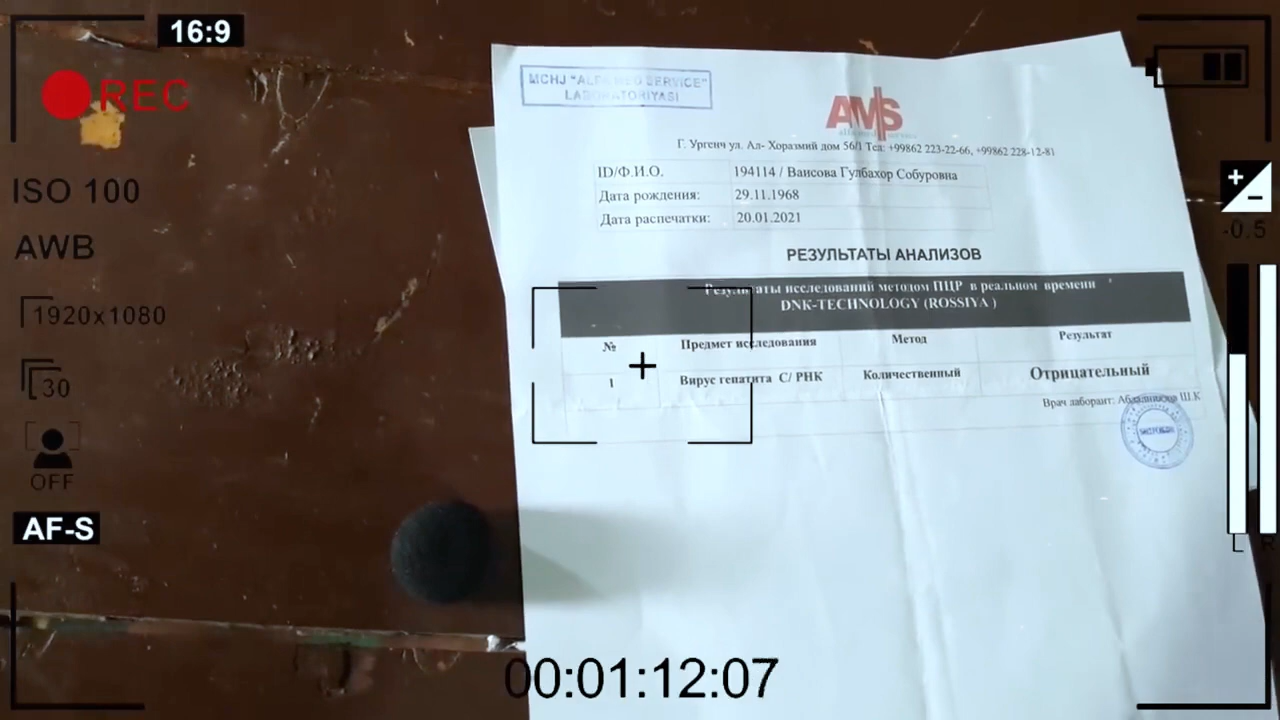 16:9
REC
ISO 100
AWB
1920x1080
30
OFF
AF-S
-0.5
L
R
00:01:12:07
MCHJ "ALFA MED SERVICE"
LABORATORIYASI
AMS
alfa med service
Г. Ургенч ул. Ал- Хоразмий дом 56/1 Тел: +99862 223-22-66, +99862 228-12-81
ID/Ф.И.О. 194114 / Ваисова Гулбахор Собуровна
Дата рождения: 29.11.1968
Дата распечатки: 20.01.2021
РЕЗУЛЬТАТЫ АНАЛИЗОВ
Результаты исследований методом ПЦР в реальном времени
DNK-TECHNOLOGY (ROSSIYA )
№ Предмет исследования Метод Результат
1 Вирус гепатита С/ РНК Количественный Отрицательный
Врач лаборант: Ш.К